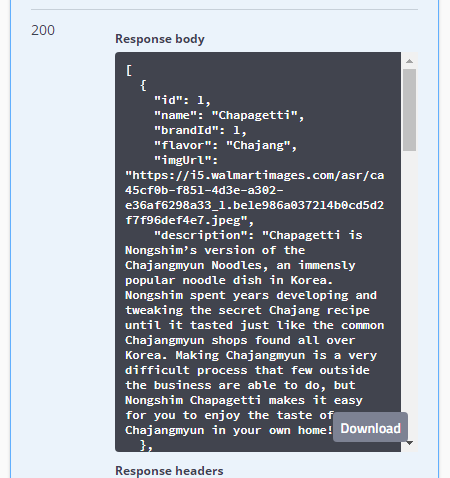 200
Response body
[
{
"id": 1,
"name": "Chapagetti",
"brandId": 1,
"flavor": "Chajang",
"imgUrl":
"https://i5.walmartimages.com/asr/ca
45cf0b-f851-4d3e-a302-
e36af6298a33_1.be1e986a037214b0cd5d2
f7f96def4e7.jpeg",
"description": "Chapagetti is
Nongshim’s version of the
Chajangmyun Noodles, an immensly
popular noodle dish in Korea.
Nongshim spent years developing and
tweaking the secret Chajang recipe
until it tasted just like the common
Chajangmyun shops found all over
Korea. Making Chajangmyun is a very
difficult process that few outside
the business are able to do, but
Nongshim Chapagetti makes it easy
for you to enjoy the taste of
Chajangmyun in your own home!
},
Download
Response headers